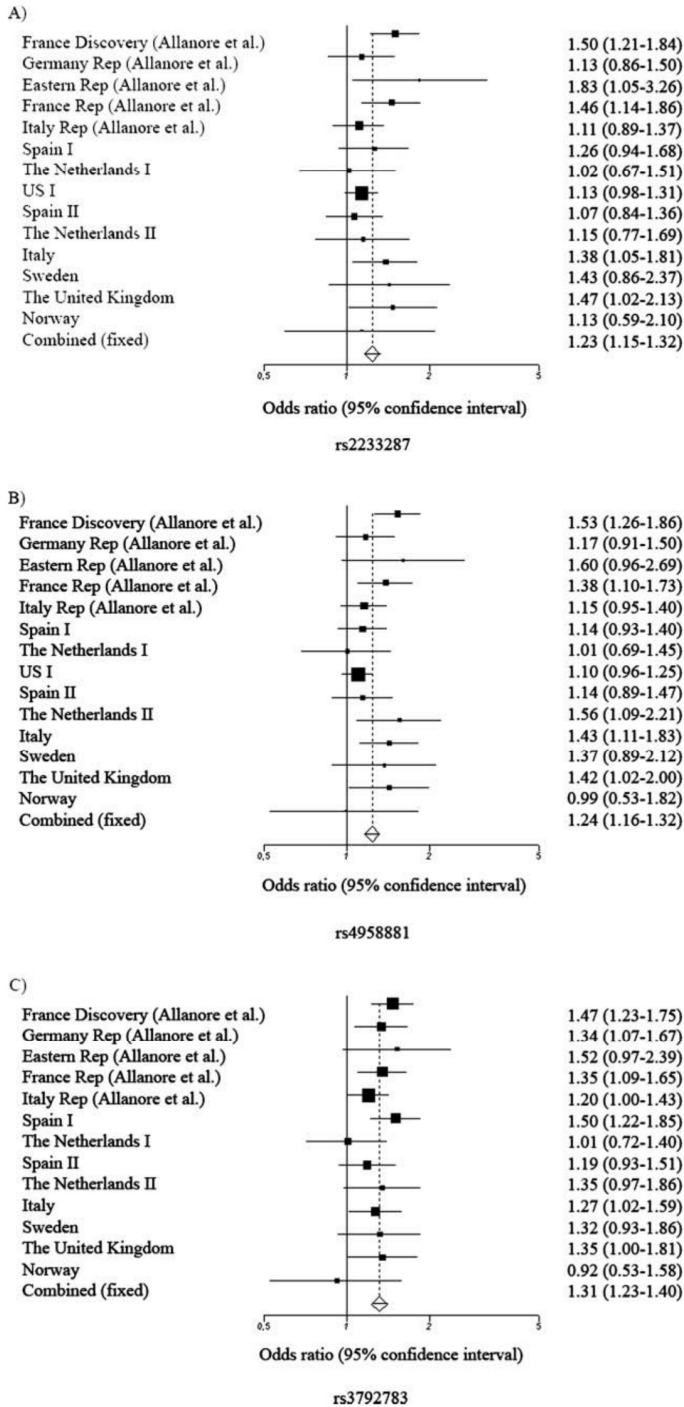 A)
France Discovery (Allanore et al.) 1.50 (1.21-1.84)
Germany Rep (Allanore et al.) 1.13 (0.86-1.50)
Eastern Rep (Allanore et al.) 1.83 (1.05-3.26)
France Rep (Allanore et al.) 1.46 (1.14-1.86)
Italy Rep (Allanore et al.) 1.11 (0.89-1.37)
Spain I 1.26 (0.94-1.68)
The Netherlands I 1.02 (0.67-1.51)
US I 1.13 (0.98-1.31)
Spain II 1.07 (0.84-1.36)
The Netherlands II 1.15 (0.77-1.69)
Italy 1.38 (1.05-1.81)
Sweden 1.43 (0.86-2.37)
The United Kingdom 1.47 (1.02-2.13)
Norway 1.13 (0.59-2.10)
Combined (fixed) 1.23 (1.15-1.32)
0,5 1 2 5
Odds ratio (95% confidence interval)
rs2233287
B)
France Discovery (Allanore et al.) 1.53 (1.26-1.86)
Germany Rep (Allanore et al.) 1.17 (0.91-1.50)
Eastern Rep (Allanore et al.) 1.60 (0.96-2.69)
France Rep (Allanore et al.) 1.38 (1.10-1.73)
Italy Rep (Allanore et al.) 1.15 (0.95-1.40)
Spain I 1.14 (0.93-1.40)
The Netherlands I 1.01 (0.69-1.45)
US I 1.10 (0.96-1.25)
Spain II 1.14 (0.89-1.47)
The Netherlands II 1.56 (1.09-2.21)
Italy 1.43 (1.11-1.83)
Sweden 1.37 (0.89-2.12)
The United Kingdom 1.42 (1.02-2.00)
Norway 0.99 (0.53-1.82)
Combined (fixed) 1.24 (1.16-1.32)
0,5 1 2 5
Odds ratio (95% confidence interval)
rs4958881
C)
France Discovery (Allanore et al.) 1.47 (1.23-1.75)
Germany Rep (Allanore et al.) 1.34 (1.07-1.67)
Eastern Rep (Allanore et al.) 1.52 (0.97-2.39)
France Rep (Allanore et al.) 1.35 (1.09-1.65)
Italy Rep (Allanore et al.) 1.20 (1.00-1.43)
Spain I 1.50 (1.22-1.85)
The Netherlands I 1.01 (0.72-1.40)
Spain II 1.19 (0.93-1.51)
The Netherlands II 1.35 (0.97-1.86)
Italy 1.27 (1.02-1.59)
Sweden 1.32 (0.93-1.86)
The United Kingdom 1.35 (1.00-1.81)
Norway 0.92 (0.53-1.58)
Combined (fixed) 1.31 (1.23-1.40)
0,5 1 2 5
Odds ratio (95% confidence interval)
rs3792783